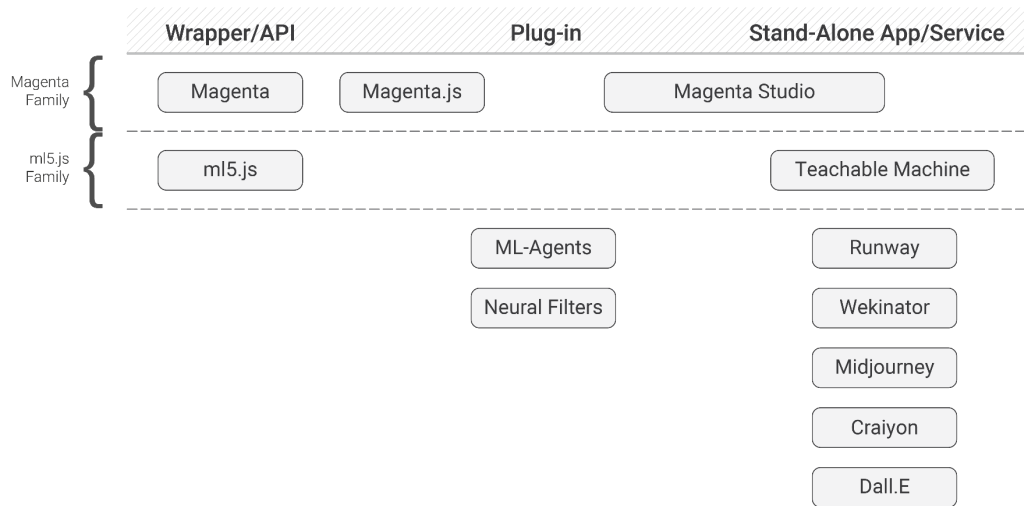 Wrapper/API Plug-in Stand-Alone App/Service
Magenta
Family
Magenta Magenta.js Magenta Studio
ml5.js
Family
ml5.js Teachable Machine
ML-Agents Runway
Neural Filters Wekinator
Midjourney
Craiyon
Dall.E